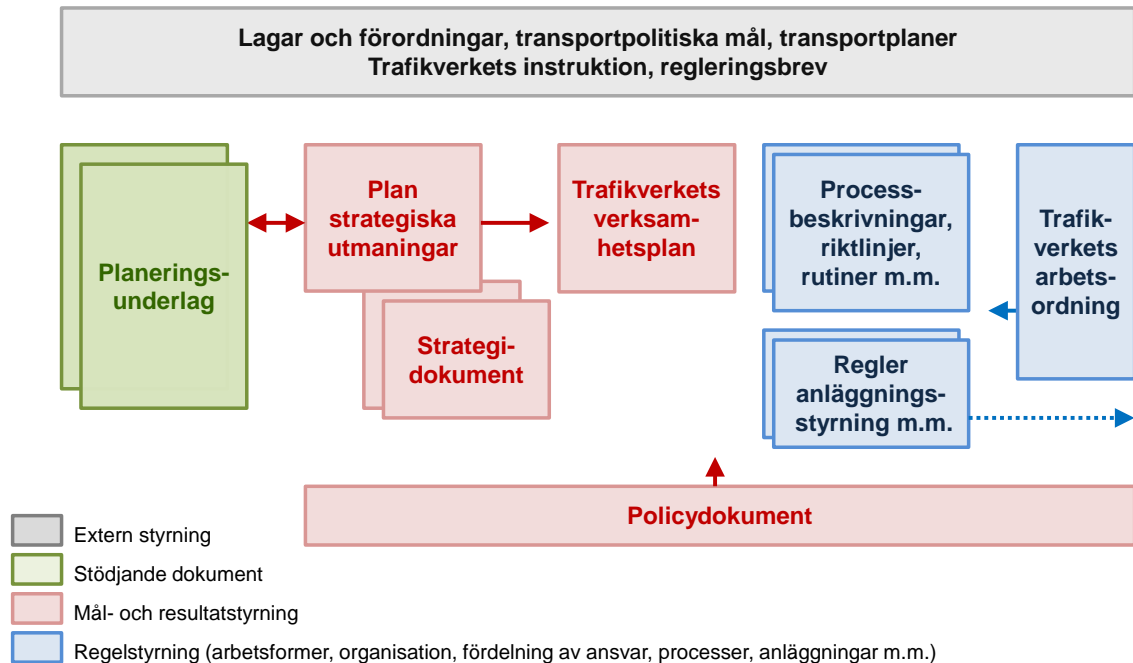 Lagar och förordningar, transportpolitiska mål, transportplaner
Trafikverkets instruktion, regleringsbrev
Planerings-
underlag
Plan
strategiska
utmaningar
Strategi-
dokument
Trafikverkets
verksam-
hetsplan
Process-
beskrivningar,
riktlinjer,
rutiner m.m.
Regler
anläggnings-
styrning m.m.
Trafik-
verkets
arbets-
ordning
Policydokument
Extern styrning
Stödjande dokument
Mål- och resultatstyrning
Regelstyrning (arbetsformer, organisation, fördelning av ansvar, processer, anläggningar m.m.)